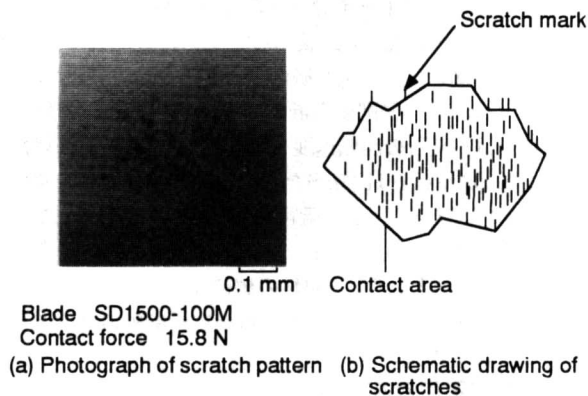 Scratch mark
0.1 mm
Contact area
Blade SD1500-100M
Contact force 15.8 N
(a) Photograph of scratch pattern
(b) Schematic drawing of
scratches